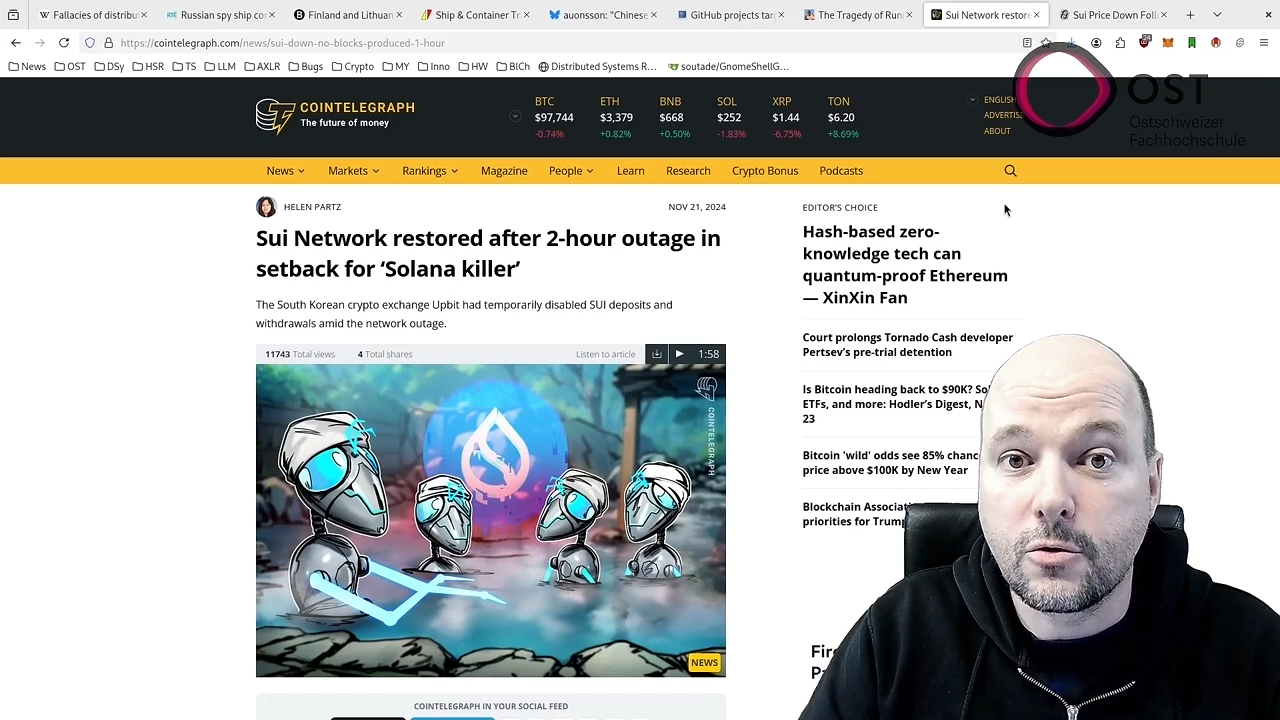 Fallacies of distribu
Russian spy ship co
Finland and Lithuan
Ship & Container Tr
auonsson: "Chinese
GitHub projects tar
The Tragedy of Run
Sui Network restore
Sui Price Down Foll
https://cointelegraph.com/news/sui-down-no-blocks-produced-1-hour
News
OST
DSy
HSR
TS
LLM
AXLR
Bugs
Crypto
MY
Inno
HW
BlCh
Distributed Systems R…
soutade/GnomeShellG…
COINTELEGRAPH
The future of money
BTC ETH BNB SOL XRP TON
$97,744 $3,379 $668 $252 $1.44 $6.20
-0.74% +0.82% +0.50% -1.83% -6.75% +8.69%
ENGLISH
ADVERTISE
ABOUT
OST
Ostschweizer
Fachhochschule
News Markets Rankings Magazine People Learn Research Crypto Bonus Podcasts
HELEN PARTZ
NOV 21, 2024
Sui Network restored after 2-hour outage in
setback for ‘Solana killer’
The South Korean crypto exchange Upbit had temporarily disabled SUI deposits and
withdrawals amid the network outage.
11743 Total views 4 Total shares Listen to article 1:58
COINTELEGRAPH
NEWS
COINTELEGRAPH IN YOUR SOCIAL FEED
EDITOR’S CHOICE
Hash-based zero-
knowledge tech can
quantum-proof Ethereum
— XinXin Fan
Court prolongs Tornado Cash developer
Pertsev’s pre-trial detention
Is Bitcoin heading back to $90K?
ETFs, and more: Hodler’s Digest,
23
Bitcoin 'wild' odds see 85%
price above $100K by New Year
Blockchain
priorities for Trump